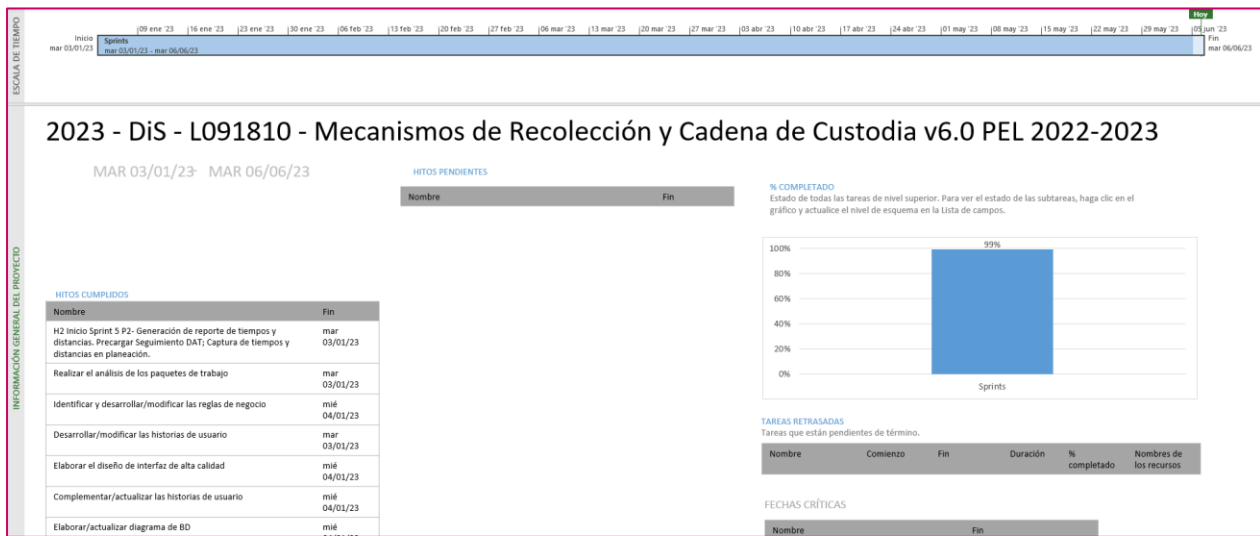 ESCALA DE TIEMPO
Hoy
09 ene '23 16 ene '23 23 ene '23 30 ene '23 06 feb '23 13 feb '23 20 feb '23 27 feb '23 06 mar '23 13 mar '23 20 mar '23 27 mar '23 03 abr '23 10 abr '23 17 abr '23 24 abr '23 01 may '23 08 may '23 15 may '23 22 may '23 29 may '23 05 jun '23
Inicio
mar 03/01/23
Sprints
mar 03/01/23 - mar 06/06/23
Fin
mar 06/06/23
INFORMACIÓN GENERAL DEL PROYECTO
2023 - DiS - L091810 - Mecanismos de Recolección y Cadena de Custodia v6.0 PEL 2022-2023
MAR 03/01/23- MAR 06/06/23
HITOS CUMPLIDOS
Nombre Fin
H2 Inicio Sprint 5 P2- Generación de reporte de tiempos y mar
distancias. Precargar Seguimiento DAT; Captura de tiempos y 03/01/23
distancias en planeación.
Realizar el análisis de los paquetes de trabajo mar
03/01/23
Identificar y desarrollar/modificar las reglas de negocio mié
04/01/23
Desarrollar/modificar las historias de usuario mar
03/01/23
Elaborar el diseño de interfaz de alta calidad mié
04/01/23
Complementar/actualizar las historias de usuario mié
04/01/23
Elaborar/actualizar diagrama de BD mié
HITOS PENDIENTES
Nombre Fin
% COMPLETADO
Estado de todas las tareas de nivel superior. Para ver el estado de las subtareas, haga clic en el
gráfico y actualice el nivel de esquema en la Lista de campos.
99%
100%
80%
60%
40%
20%
0%
Sprints
TAREAS RETRASADAS
Tareas que están pendientes de término.
Nombre Comienzo Fin Duración % Nombres de
completado los recursos
FECHAS CRÍTICAS
Nombre Fin